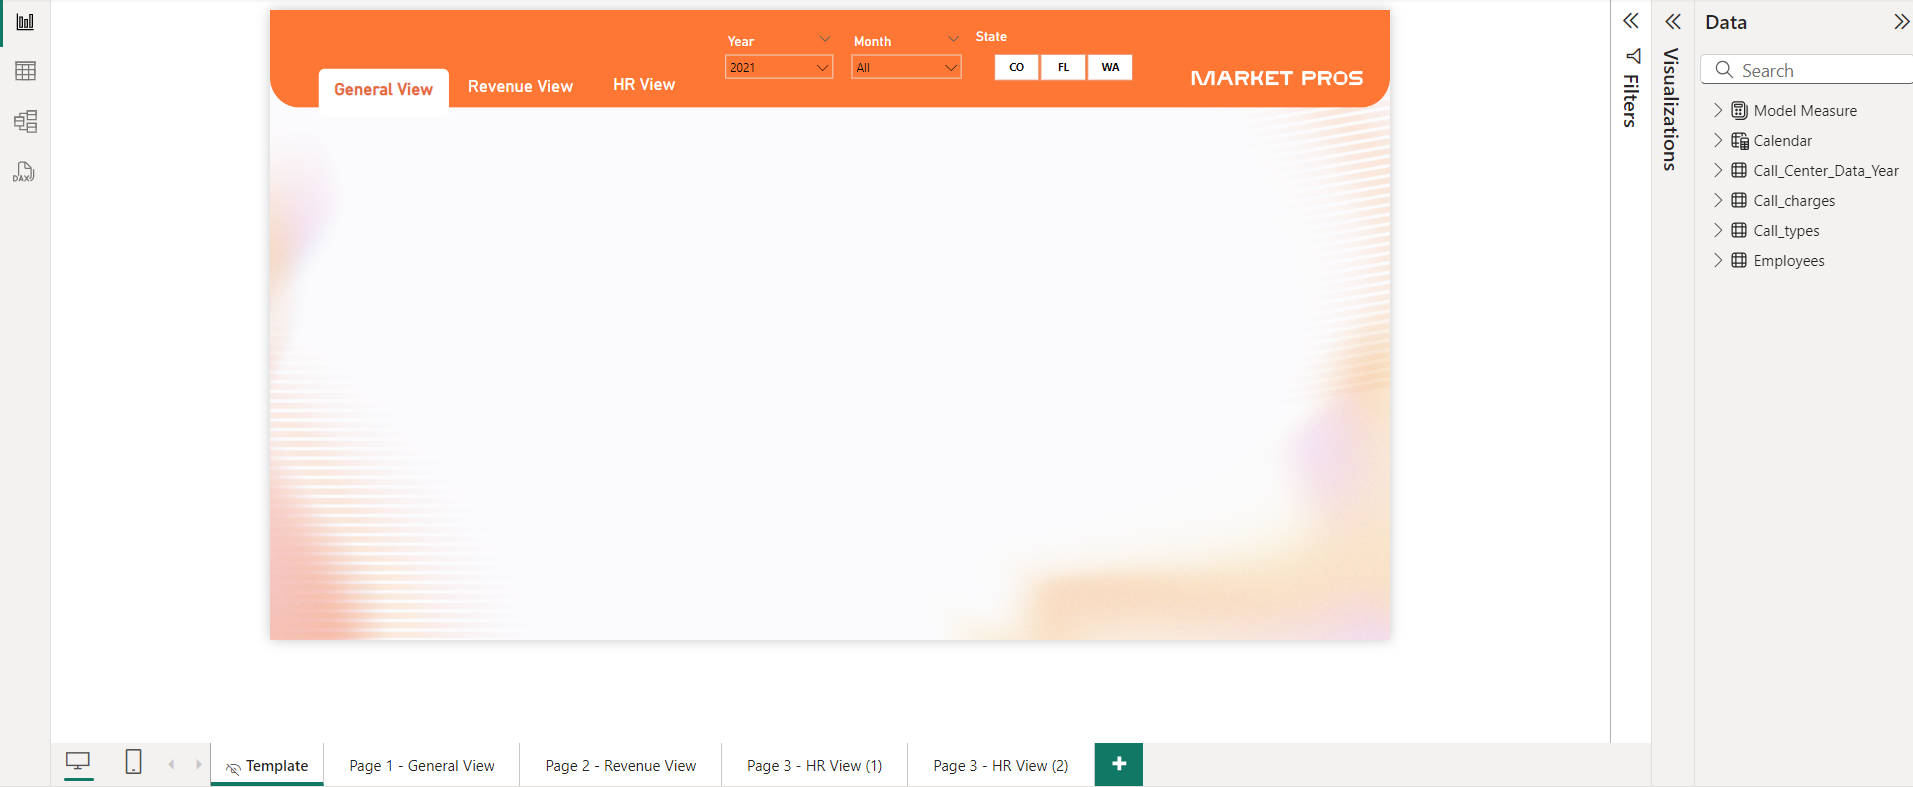 Year
Month
State
2021
All
CO
FL
WA
General View
Revenue View
HR View
MARKET PROS
Filters
Visualizations
Data
Search
Model Measure
Calendar
Call_Center_Data_Year
Call_charges
Call_types
Employees
DAX
Template
Page 1 - General View
Page 2 - Revenue View
Page 3 - HR View (1)
Page 3 - HR View (2)